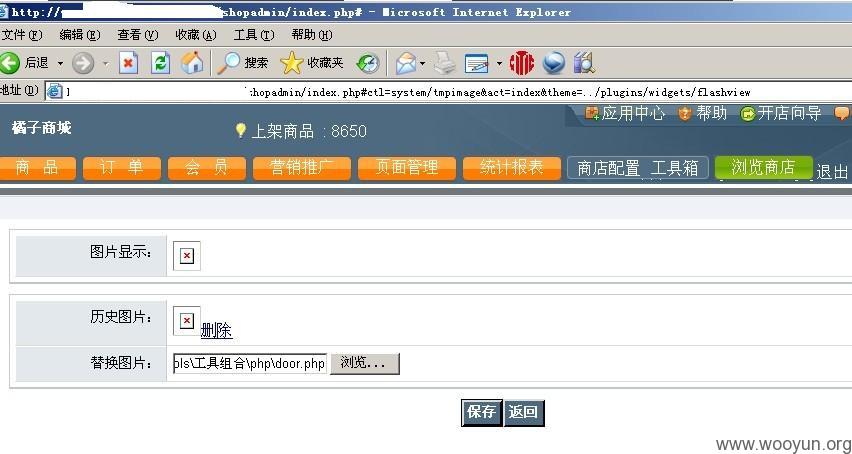 http:// shopadmin/index.php# - Microsoft Internet Explorer
文件(F) 编辑(E) 查看(V) 收藏(A) 工具(T) 帮助(H)
后退 搜索 收藏夹
地址(D) hopadmin/index.php#ctl=system/tmpimage&act=index&theme=../plugins/widgets/flashview
橘子商城 上架商品 : 8650 应用中心 帮助 开店向导
商 品 订 单 会 员 营销推广 页面管理 统计报表 商店配置 工具箱 浏览商店 退出
图片显示：
历史图片： 删除
替换图片： ols\工具组合\php\door.php 浏览...
保存 返回
www.wooyun.org